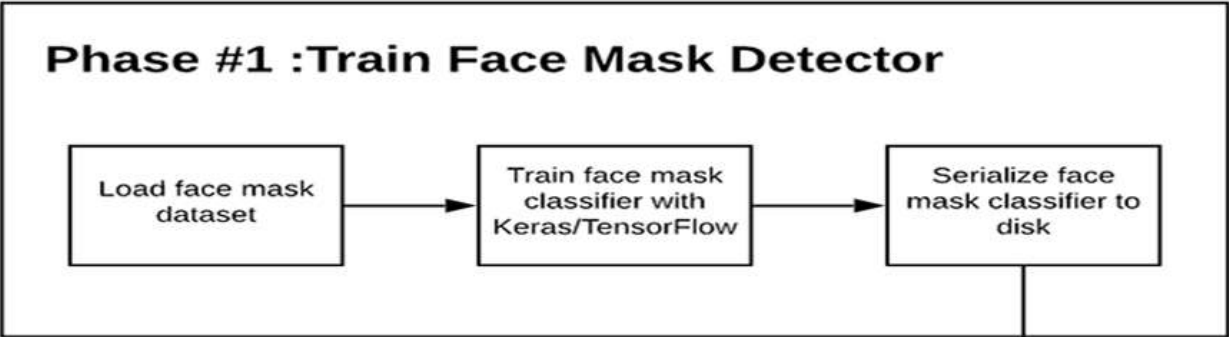 Phase #1 :Train Face Mask Detector
Load face mask
dataset
Train face mask
classifier with
Keras/TensorFlow
Serialize face
mask classifier to
disk